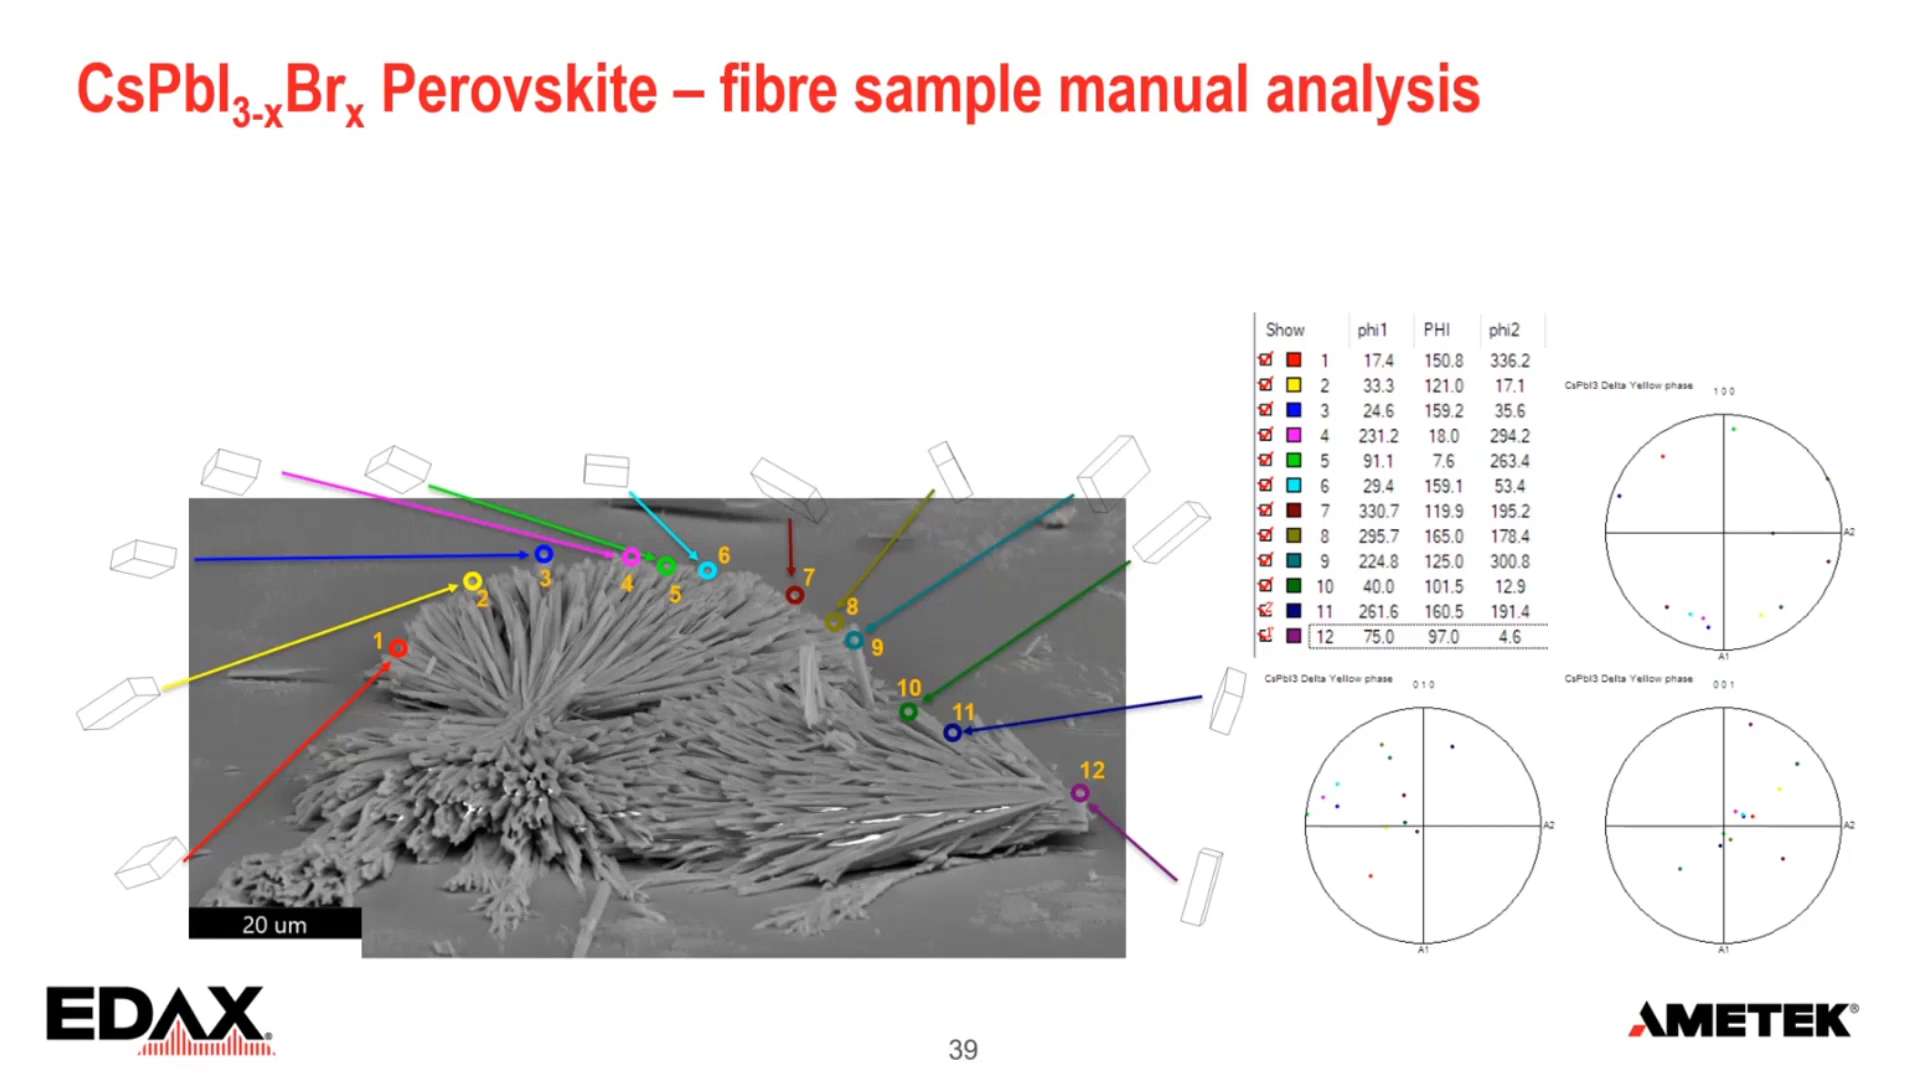 CsPbI3-xBrx Perovskite – fibre sample manual analysis
Show phi1 PHI phi2
1 17.4 150.8 336.2
2 33.3 121.0 17.1
3 24.6 159.2 35.6
4 231.2 18.0 294.2
5 91.1 7.6 263.4
6 29.4 159.1 53.4
7 330.7 119.9 195.2
8 295.7 165.0 178.4
9 224.8 125.0 300.8
10 40.0 101.5 12.9
11 261.6 160.5 191.4
12 75.0 97.0 4.6
CsPbI3 Delta Yellow phase
1 0 0
A2
A1
CsPbI3 Delta Yellow phase
0 1 0
A2
A1
CsPbI3 Delta Yellow phase
0 0 1
A2
A1
1
2
3
4
5
6
7
8
9
10
11
12
20 um
EDAX®
39
AMETEK®